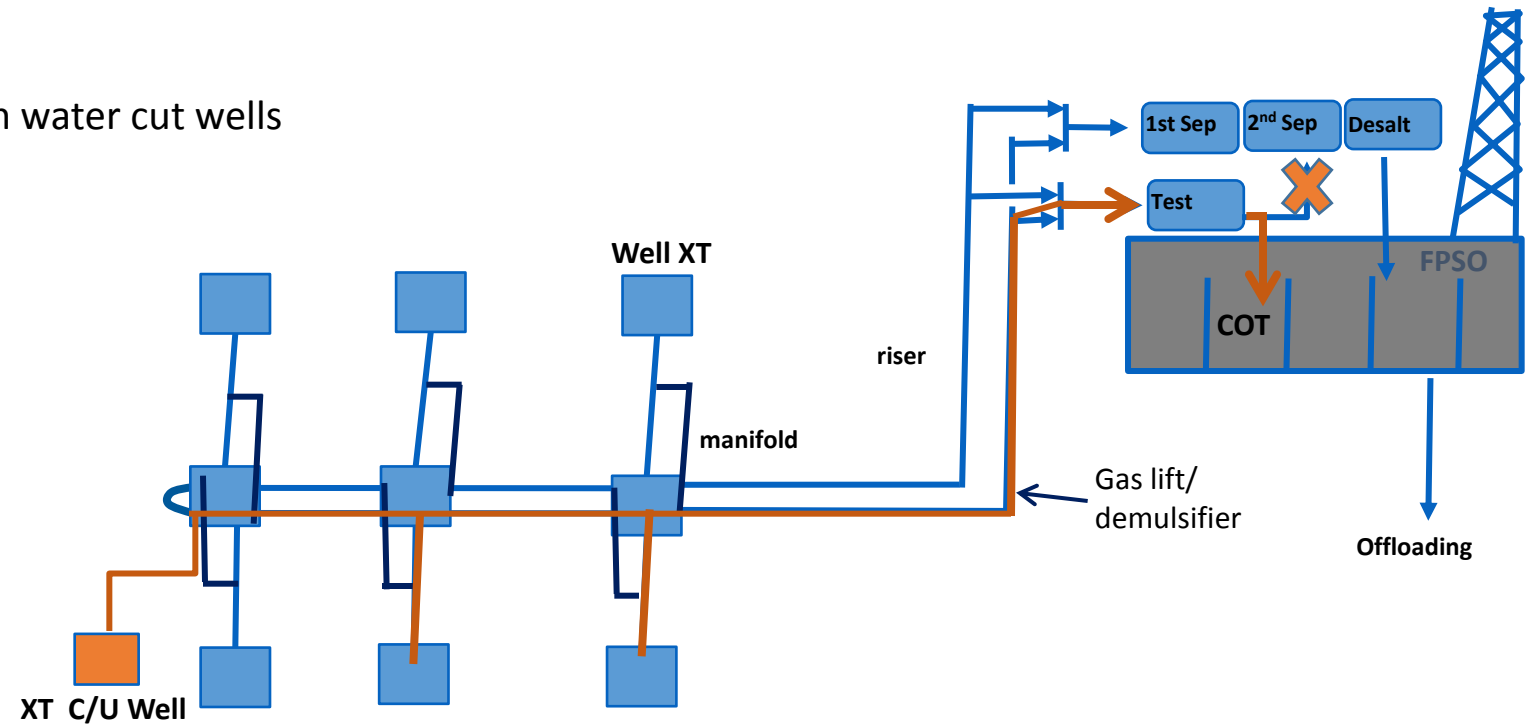 water cut wells
1st Sep
2nd Sep
Desalt
Test
Well XT
FPSO
COT
riser
manifold
Gas lift/
demulsifier
Offloading
XT C/U Well